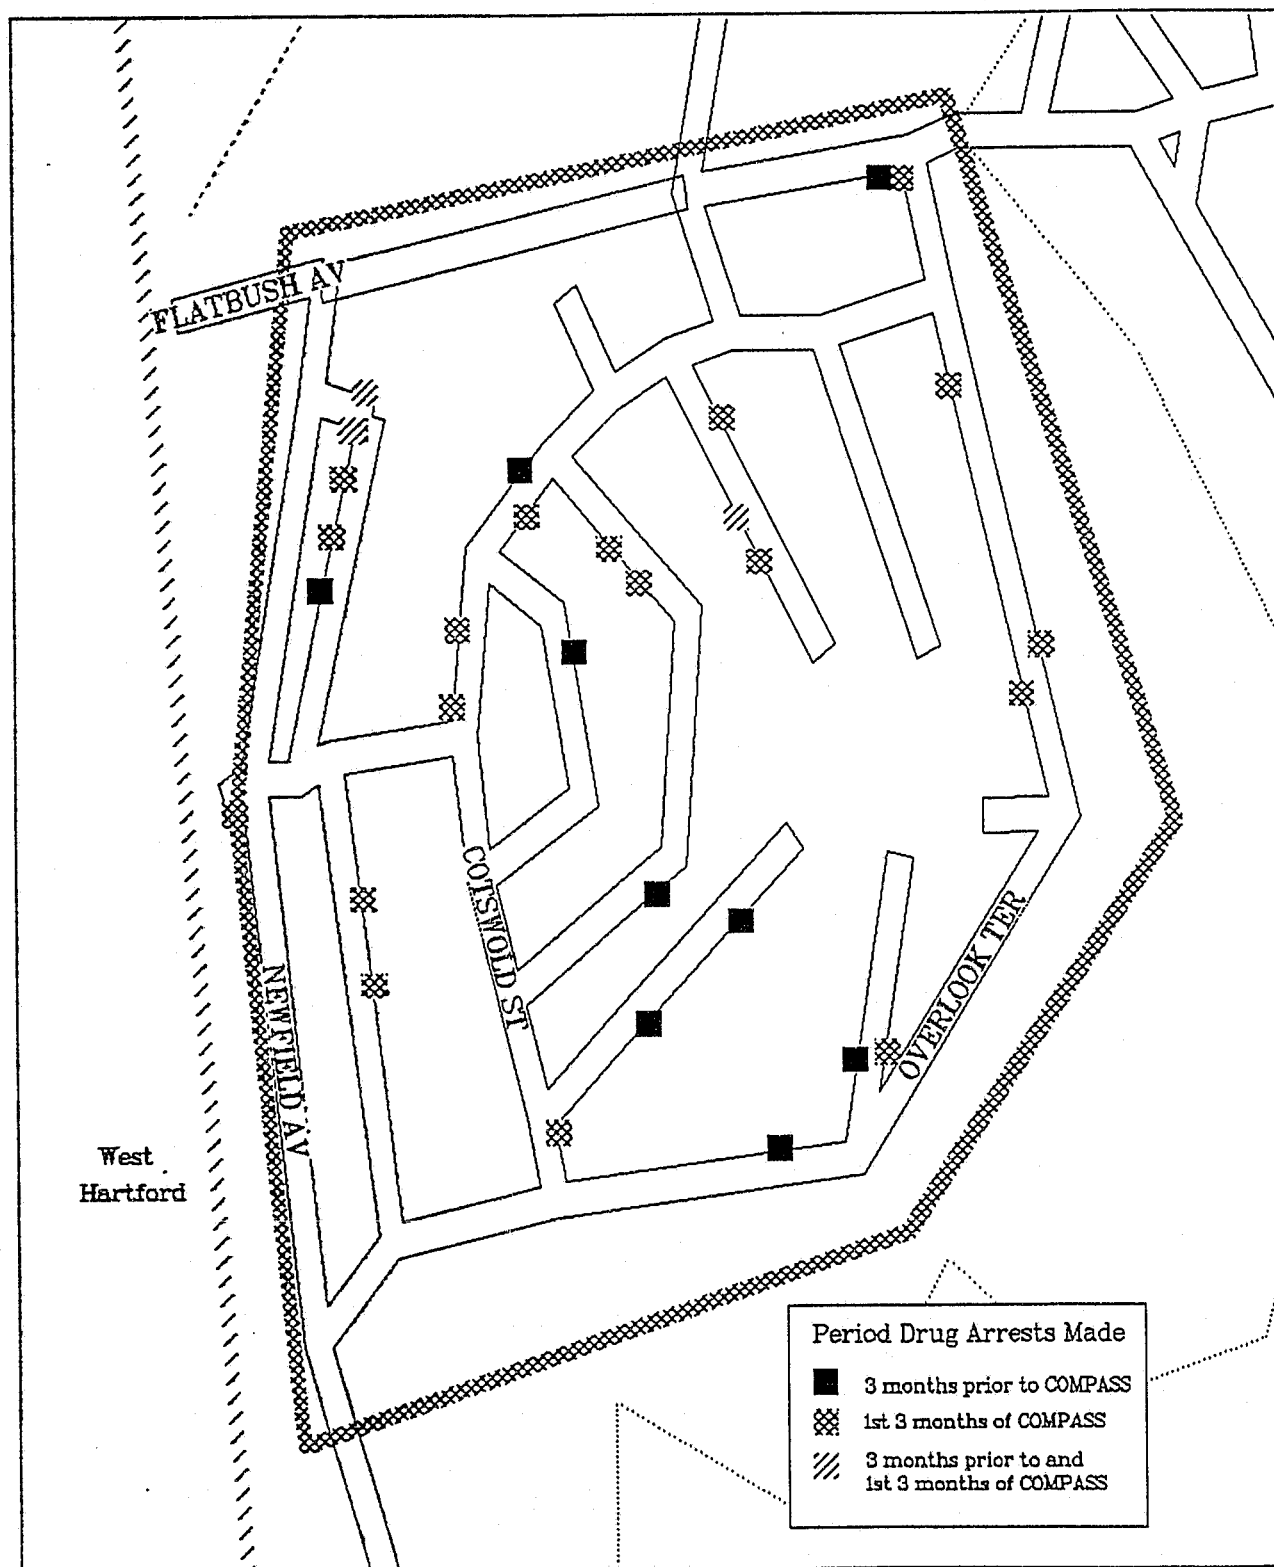 FLATBUSH AV
COTSWOLD ST
NEWFIELD AV
OVERLOOK TER
West
Hartford
Period Drug Arrests Made
3 months prior to COMPASS
1st 3 months of COMPASS
3 months prior to and
1st 3 months of COMPASS